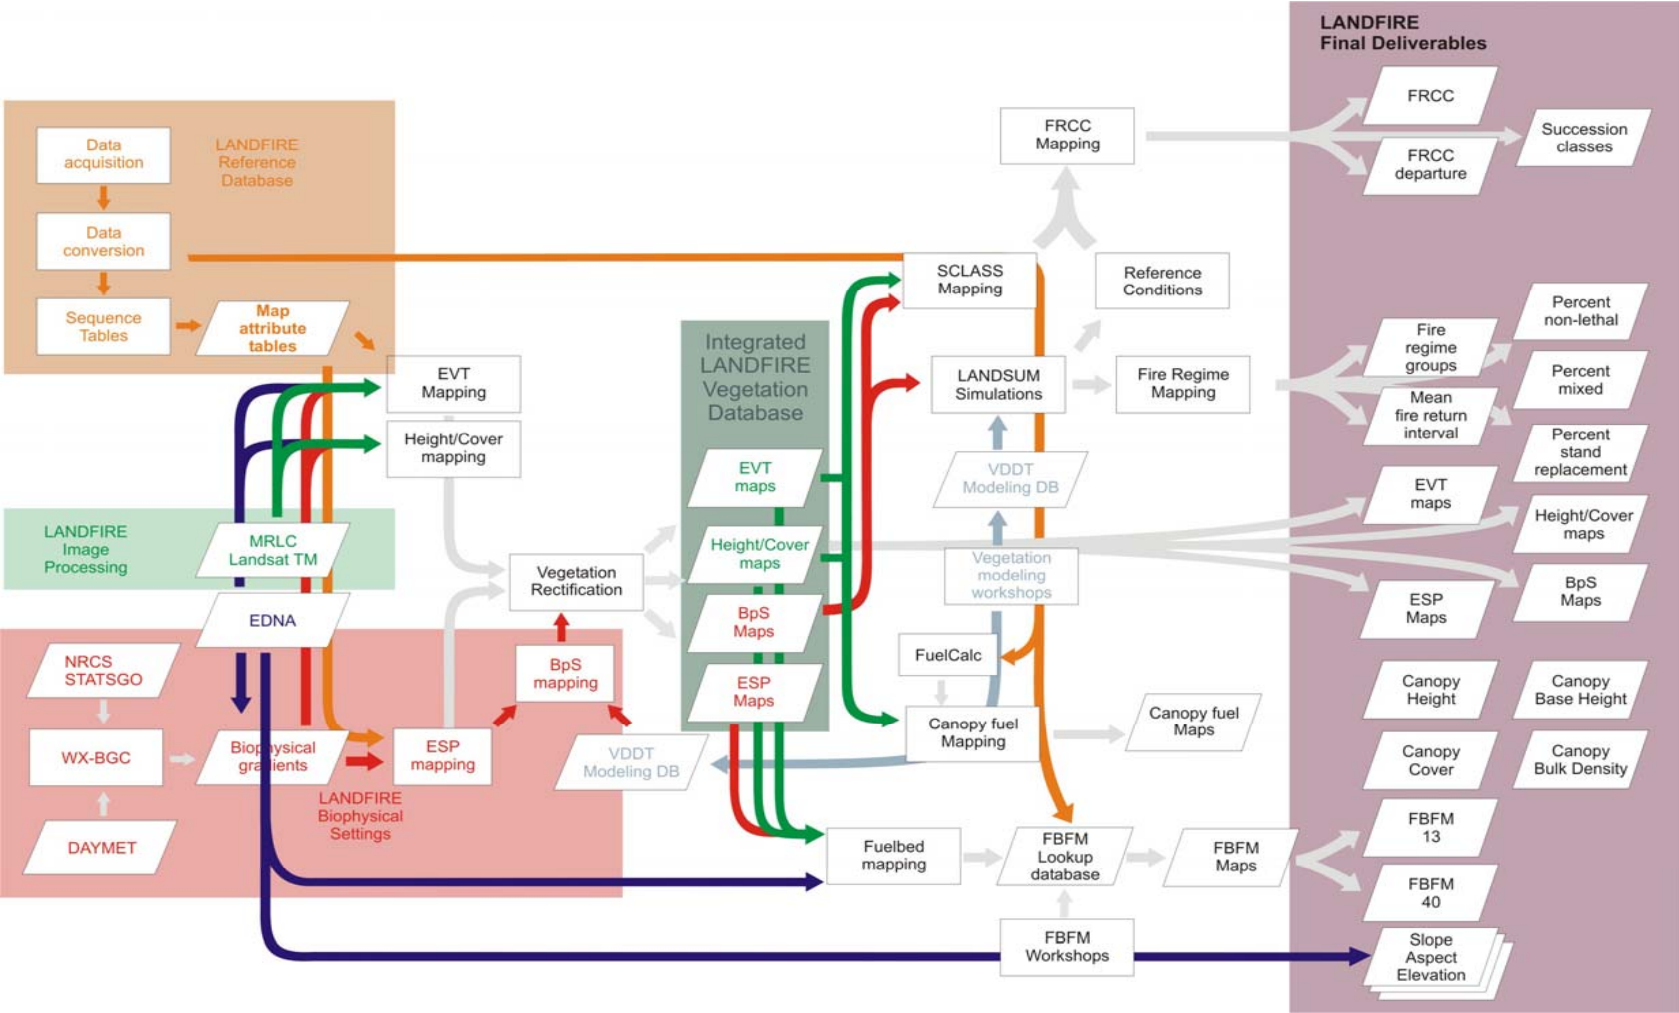 LANDFIRE
Final Deliverables
FRCC
FRCC
departure
Succession
classes
FRCC
Mapping
Data
acquisition
LANDFIRE
Reference
Database
Data
conversion
Sequence
Tables
Map
attribute
tables
EVT
Mapping
Height/Cover
mapping
SCLASS
Mapping
Reference
Conditions
LANDSUM
Simulations
Fire Regime
Mapping
Fire
regime
groups
Percent
non-lethal
Percent
mixed
Mean
fire return
interval
Percent
stand
replacement
Integrated
LANDFIRE
Vegetation
Database
EVT
maps
Height/Cover
maps
BpS
Maps
ESP
Maps
VDDT
Modeling DB
Vegetation
modeling
workshops
EVT
maps
Height/Cover
maps
ESP
Maps
BpS
Maps
LANDFIRE
Image
Processing
MRLC
Landsat TM
EDNA
Vegetation
Rectification
BpS
mapping
NRCS
STATSGO
WX-BGC
DAYMET
Biophysical
gradients
LANDFIRE
Biophysical
Settings
ESP
mapping
VDDT
Modeling DB
FuelCalc
Canopy fuel
Mapping
Canopy fuel
Maps
Canopy
Height
Canopy
Base Height
Canopy
Cover
Canopy
Bulk Density
Fuelbed
mapping
FBFM
Lookup
database
FBFM
Maps
FBFM
13
FBFM
40
FBFM
Workshops
Slope
Aspect
Elevation